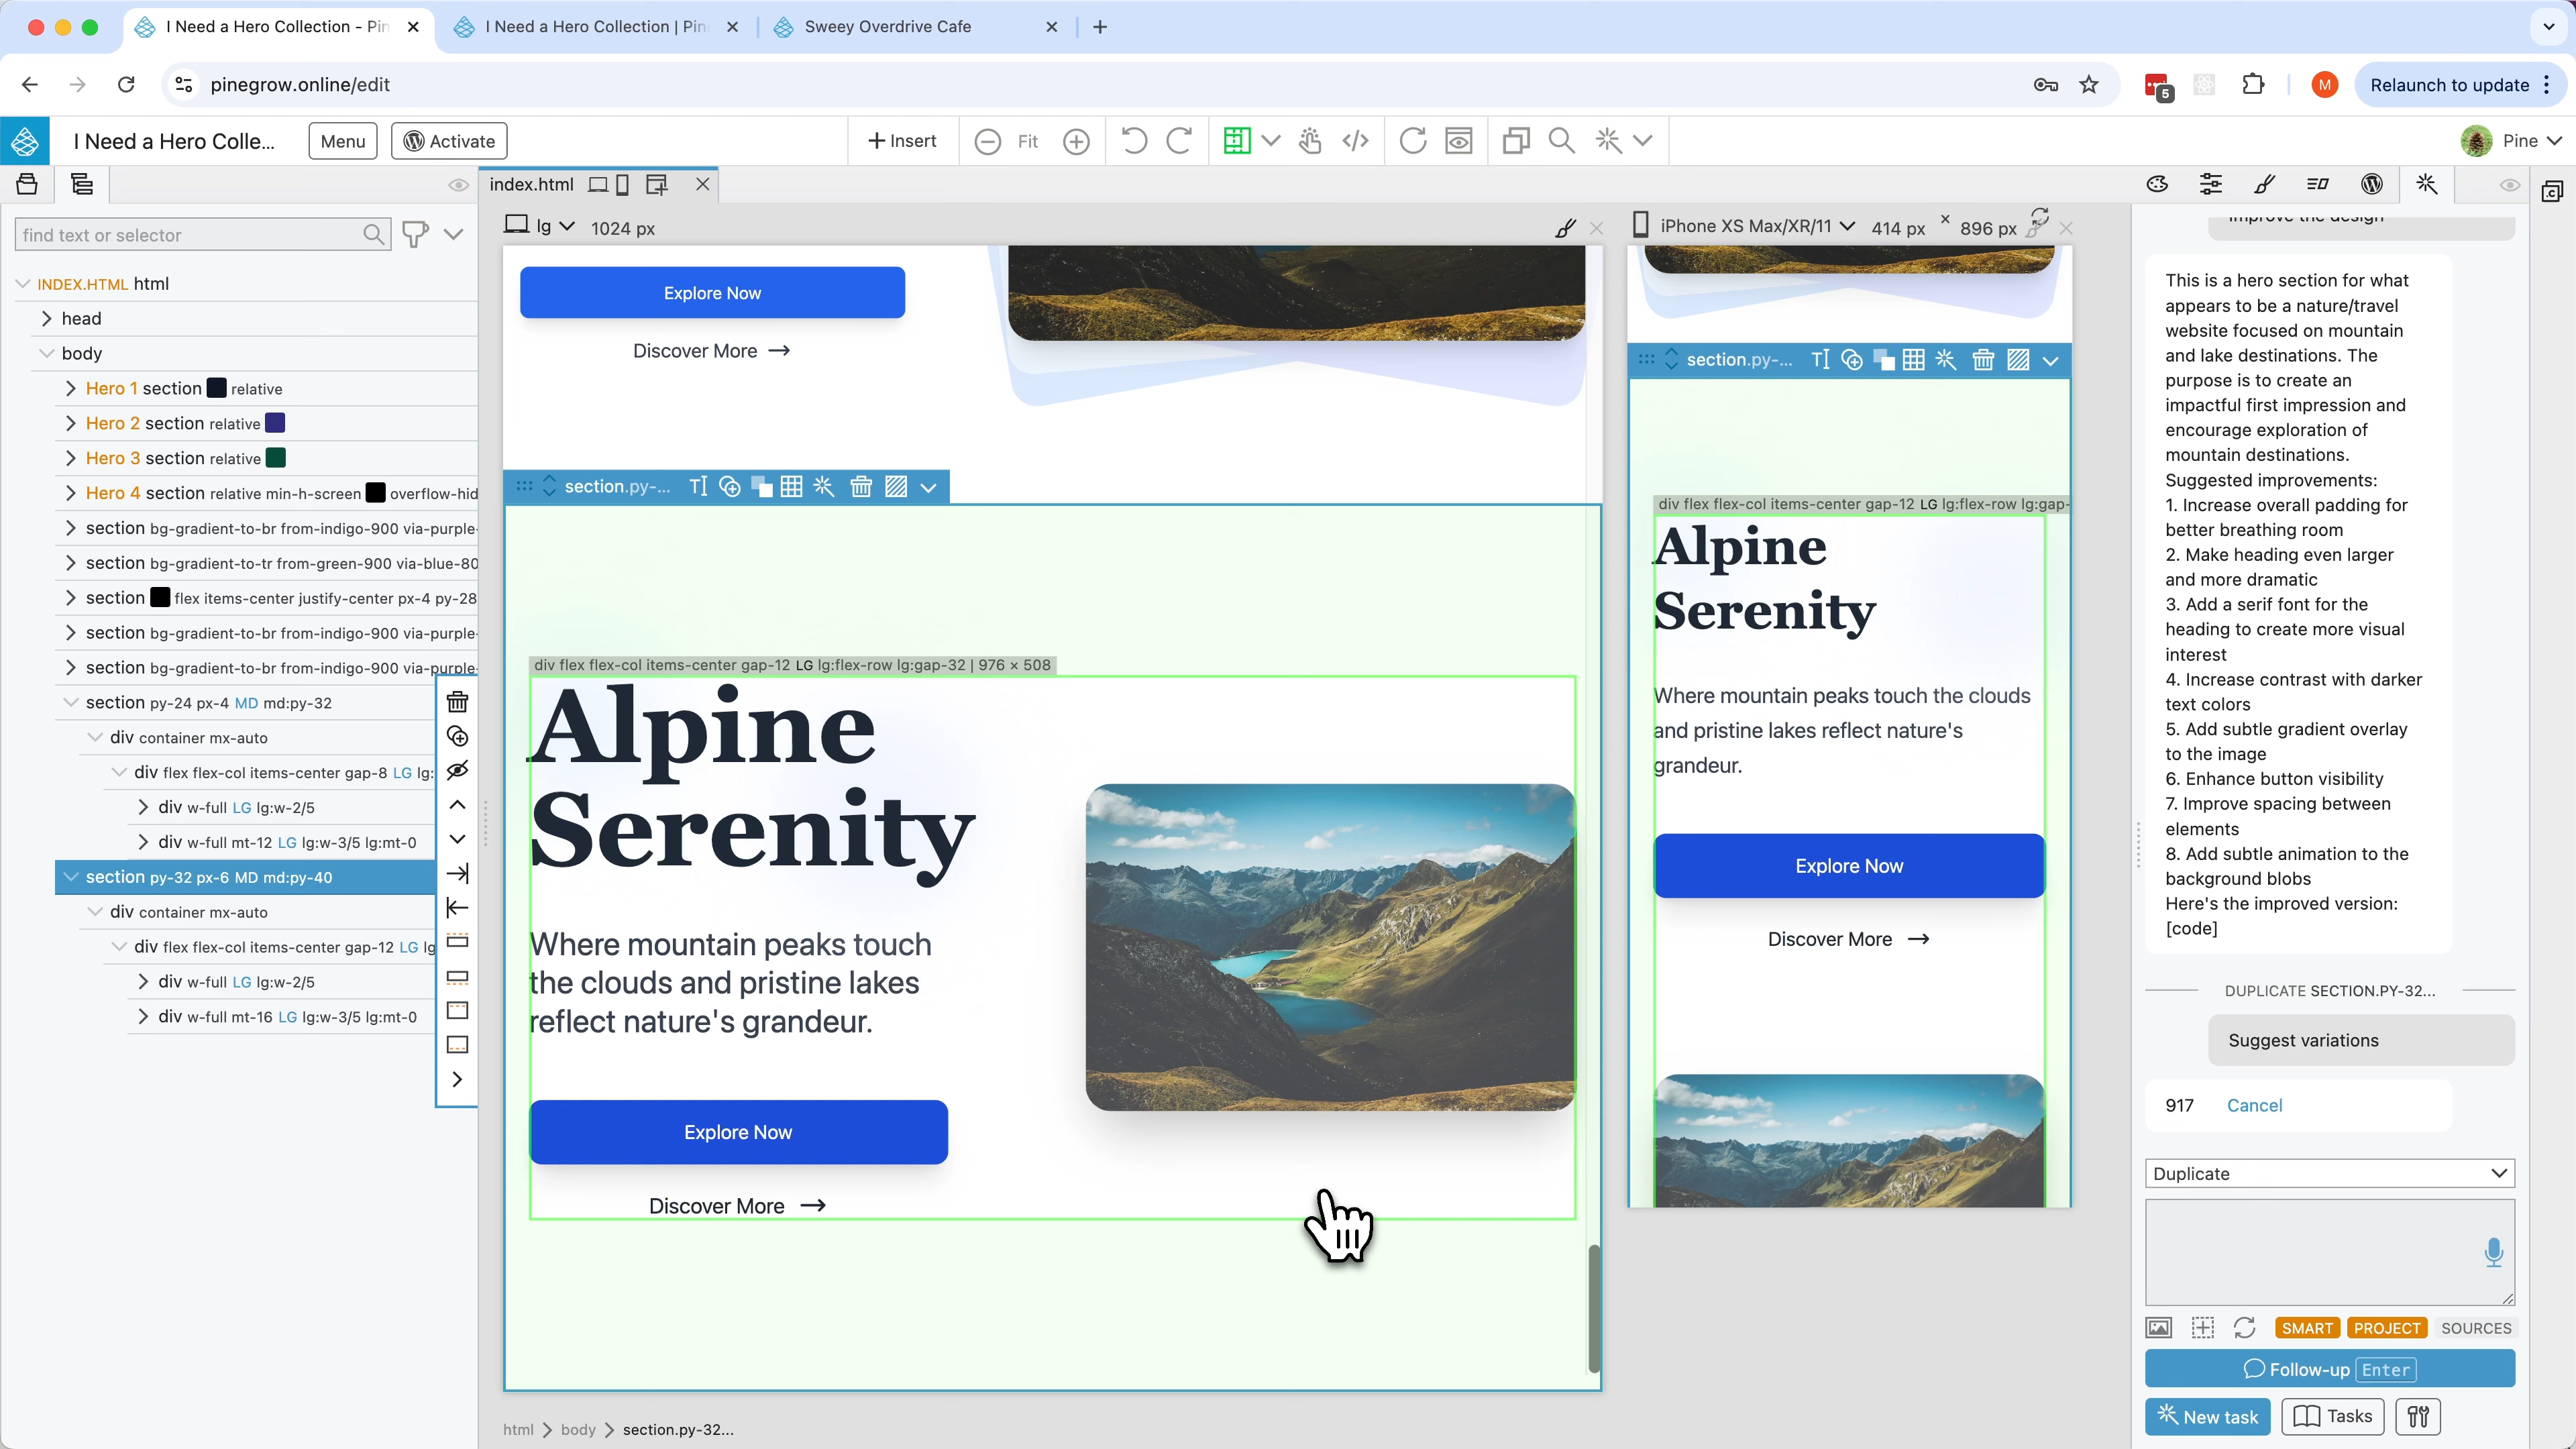 I Need a Hero Collection - Pin
I Need a Hero Collection | Pin
Sweey Overdrive Cafe
pinegrow.online/edit
5
M
Relaunch to update
I Need a Hero Colle...
Menu
Activate
Insert
Fit
Pine
index.html
find text or selector
lg
1024 px
iPhone XS Max/XR/11
414 px
×
896 px
INDEX.HTML html
head
body
Hero 1 section relative
Hero 2 section relative
Hero 3 section relative
Hero 4 section relative min-h-screen overflow-hid
section bg-gradient-to-br from-indigo-900 via-purple-
section bg-gradient-to-tr from-green-900 via-blue-80
section flex items-center justify-center px-4 py-28
section bg-gradient-to-br from-indigo-900 via-purple-
section bg-gradient-to-br from-indigo-900 via-purple-
section py-24 px-4 MD md:py-32
div container mx-auto
div flex flex-col items-center gap-8 LG lg:
div w-full LG lg:w-2/5
div w-full mt-12 LG lg:w-3/5 lg:mt-0
section py-32 px-6 MD md:py-40
div container mx-auto
div flex flex-col items-center gap-12 LG lg
div w-full LG lg:w-2/5
div w-full mt-16 LG lg:w-3/5 lg:mt-0
Explore Now
Discover More
section.py-...
div flex flex-col items-center gap-12 LG lg:flex-row lg:gap-32 | 976 × 508
Alpine
Serenity
Where mountain peaks touch
the clouds and pristine lakes
reflect nature's grandeur.
Explore Now
Discover More
html
body
section.py-32...
section.py-...
div flex flex-col items-center gap-12 LG lg:flex-row lg:gap-
Alpine
Serenity
Where mountain peaks touch the clouds
and pristine lakes reflect nature's
grandeur.
Explore Now
Discover More
Improve the design
This is a hero section for what
appears to be a nature/travel
website focused on mountain
and lake destinations. The
purpose is to create an
impactful first impression and
encourage exploration of
mountain destinations.
Suggested improvements:
1. Increase overall padding for
better breathing room
2. Make heading even larger
and more dramatic
3. Add a serif font for the
heading to create more visual
interest
4. Increase contrast with darker
text colors
5. Add subtle gradient overlay
to the image
6. Enhance button visibility
7. Improve spacing between
elements
8. Add subtle animation to the
background blobs
Here's the improved version:
[code]
DUPLICATE SECTION.PY-32...
Suggest variations
917
Cancel
Duplicate
SMART
PROJECT
SOURCES
Follow-up Enter
New task
Tasks